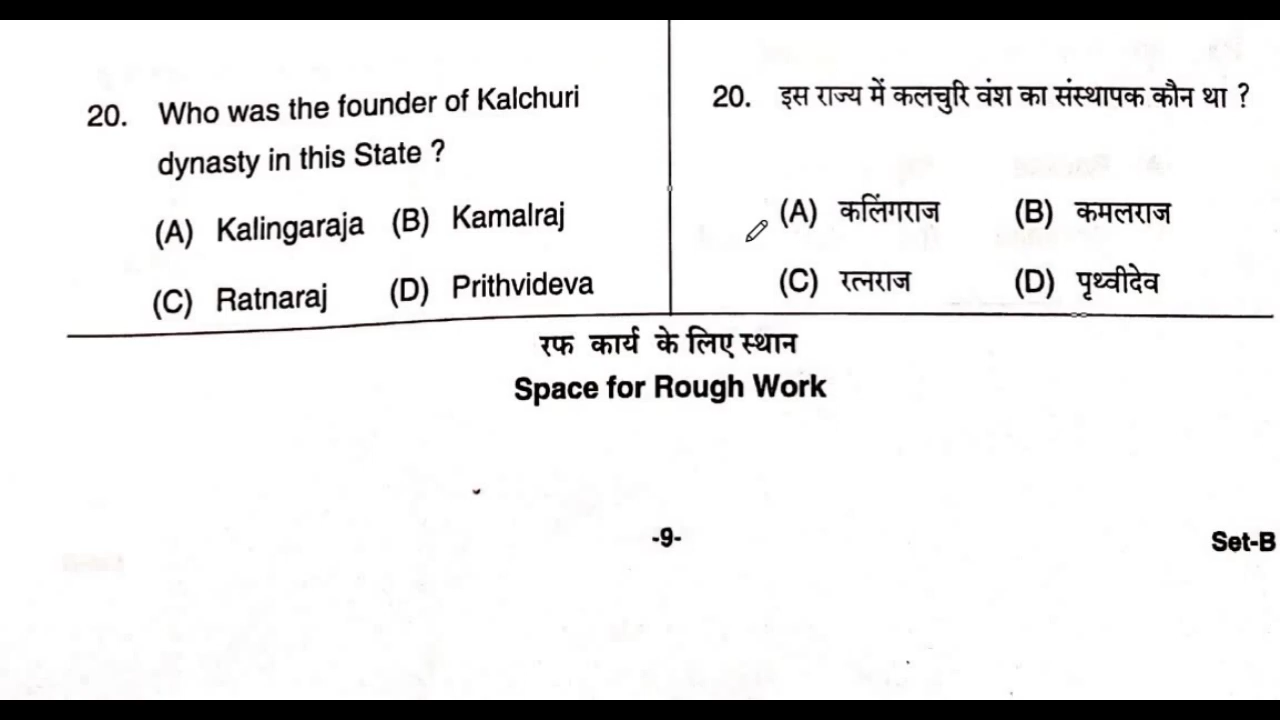 20. Who was the founder of Kalchuri
dynasty in this State ?
(A) Kalingaraja (B) Kamalraj
(C) Ratnaraj (D) Prithvideva
20. इस राज्य में कलचुरि वंश का संस्थापक कौन था ?
(A) कलिंगराज (B) कमलराज
(C) रत्नराज (D) पृथ्वीदेव
रफ कार्य के लिए स्थान
Space for Rough Work
-9-
Set-B